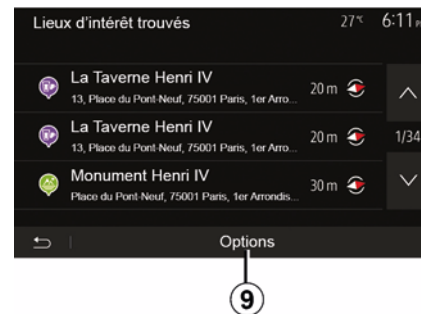 Lieux d'intérêt trouvés 27°C 6:11
La Taverne Henri IV
13, Place du Pont-Neuf, 75001 Paris, 1er Arro... 20 m
La Taverne Henri IV
13, Place du Pont-Neuf, 75001 Paris, 1er Arro... 20 m
1/34
Monument Henri IV
Place du Pont-Neuf, 75001 Paris, 1er Arrondis... 30 m
Options
9